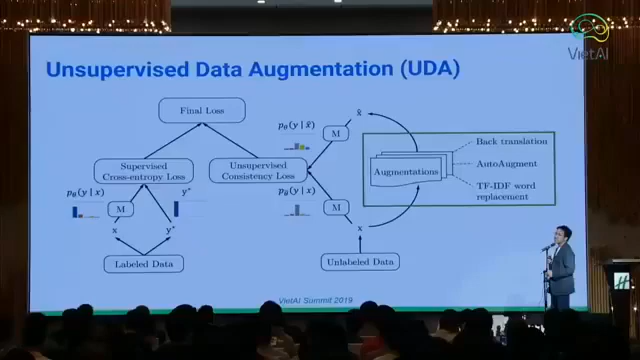 VietAI
Unsupervised Data Augmentation (UDA)
Final Loss
Supervised
Cross-entropy Loss
Unsupervised
Consistency Loss
pθ(y | x)
y*
M
x
y*
Labeled Data
x̂
pθ(y | x̂)
M
pθ̃(y | x)
M
x
Unlabeled Data
Augmentations
Back translation
AutoAugment
TF-IDF word
replacement
VietAI Summit 2019
H